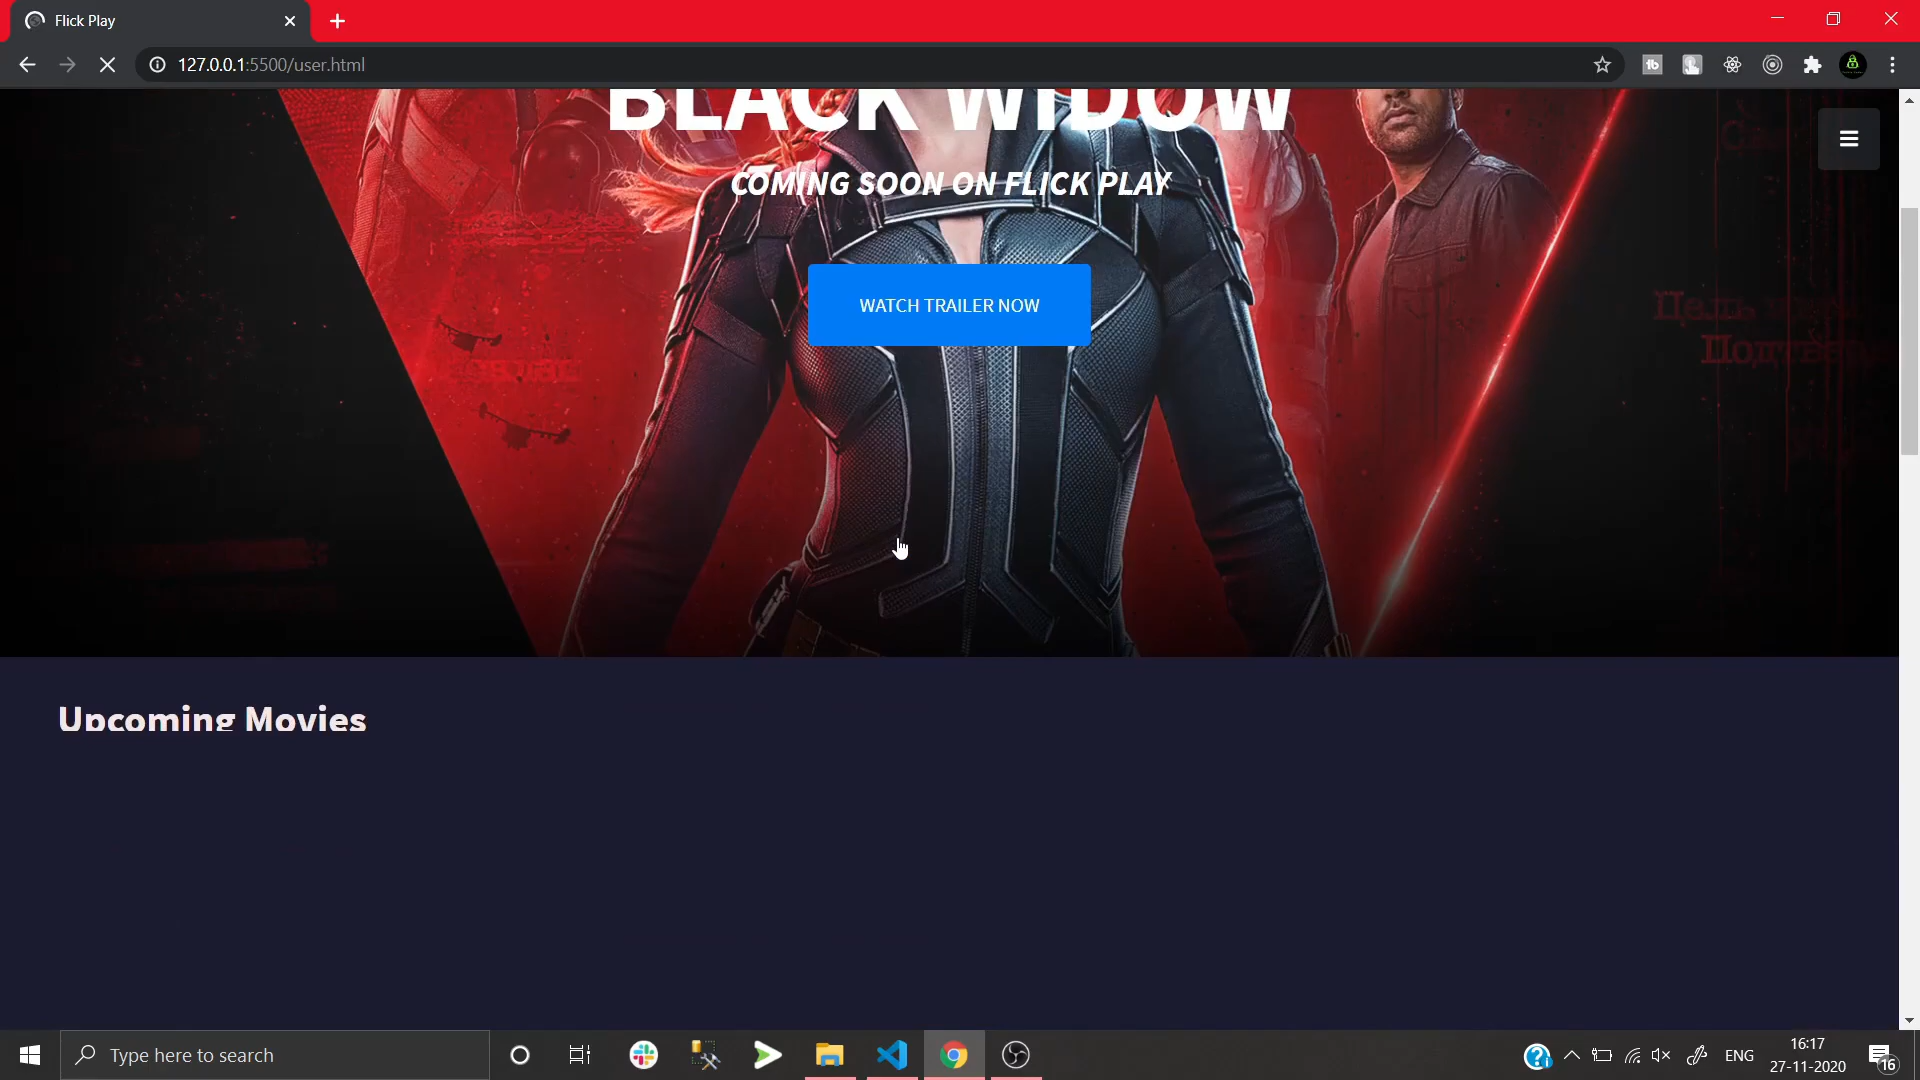 Flick Play
127.0.0.1:5500/user.html
BLACK WIDOW
COMING SOON ON FLICK PLAY
WATCH TRAILER NOW
Upcoming Movies
Type here to search
ENG
16:17
27-11-2020
16